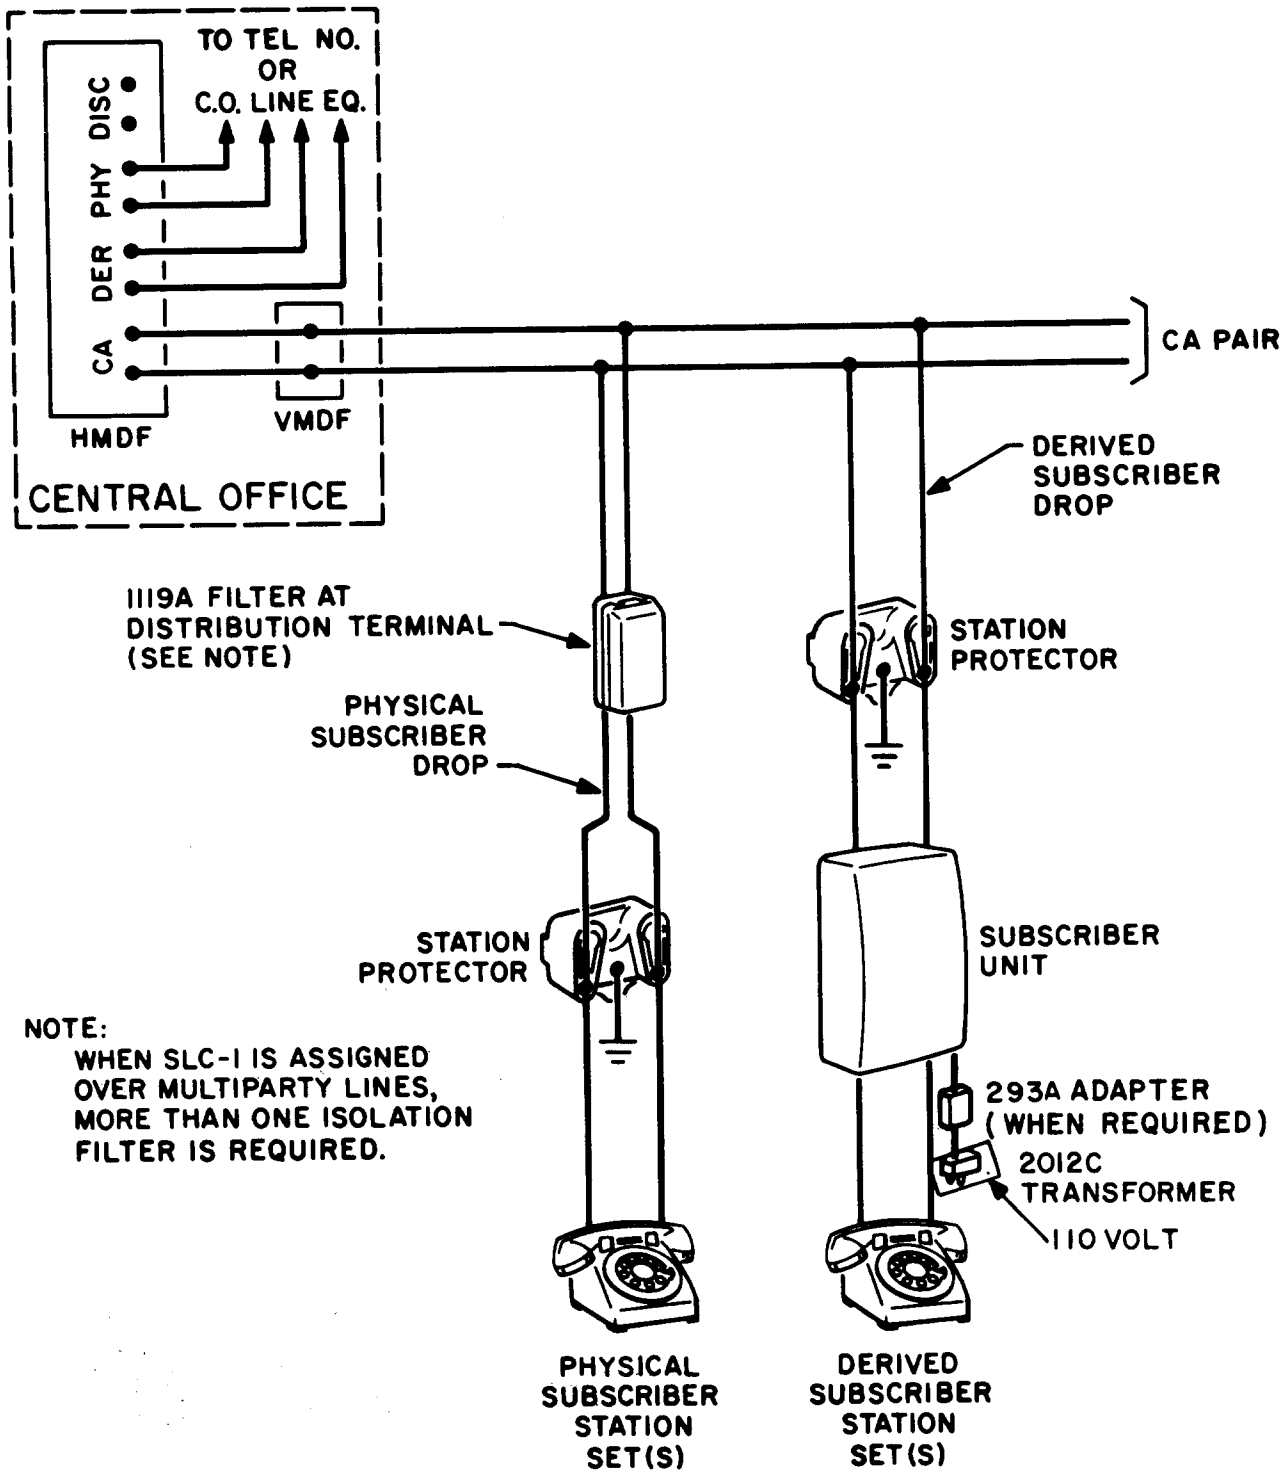 TO TEL NO.
OR
C.O. LINE EQ.
DISC
PHY
DER
CA
HMDF
VMDF
CENTRAL OFFICE
CA PAIR
DERIVED
SUBSCRIBER
DROP
1119A FILTER AT
DISTRIBUTION TERMINAL
(SEE NOTE)
STATION
PROTECTOR
PHYSICAL
SUBSCRIBER
DROP
STATION
PROTECTOR
SUBSCRIBER
UNIT
NOTE:
WHEN SLC-1 IS ASSIGNED
OVER MULTIPARTY LINES,
MORE THAN ONE ISOLATION
FILTER IS REQUIRED.
293A ADAPTER
(WHEN REQUIRED)
2012C
TRANSFORMER
110 VOLT
PHYSICAL
SUBSCRIBER
STATION
SET(S)
DERIVED
SUBSCRIBER
STATION
SET(S)